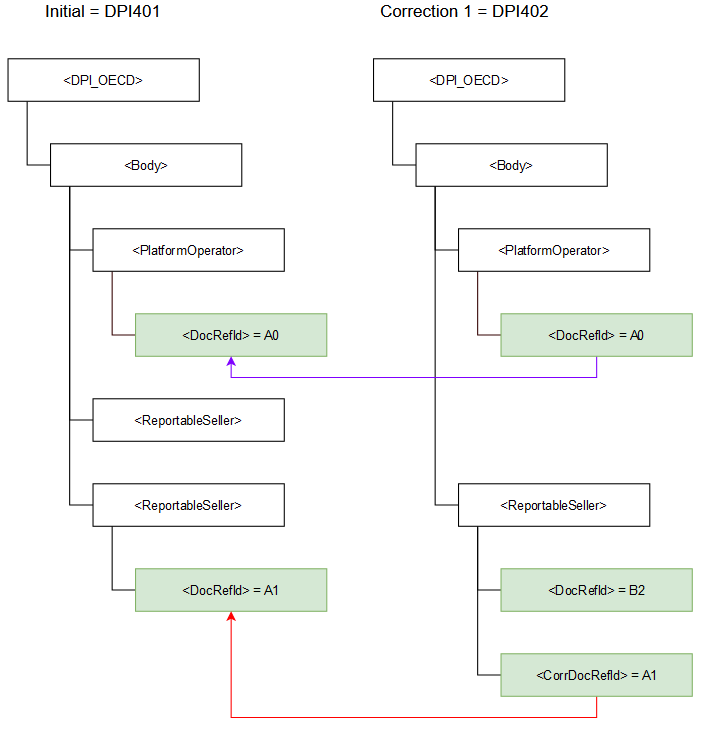 Initial = DPI401
Correction 1 = DPI402
<DPI_OECD>
<DPI_OECD>
<Body>
<Body>
<PlatformOperator>
<PlatformOperator>
<DocRefId> = A0
<DocRefId> = A0
<ReportableSeller>
<ReportableSeller>
<ReportableSeller>
<DocRefId> = A1
<DocRefId> = B2
<CorrDocRefId> = A1